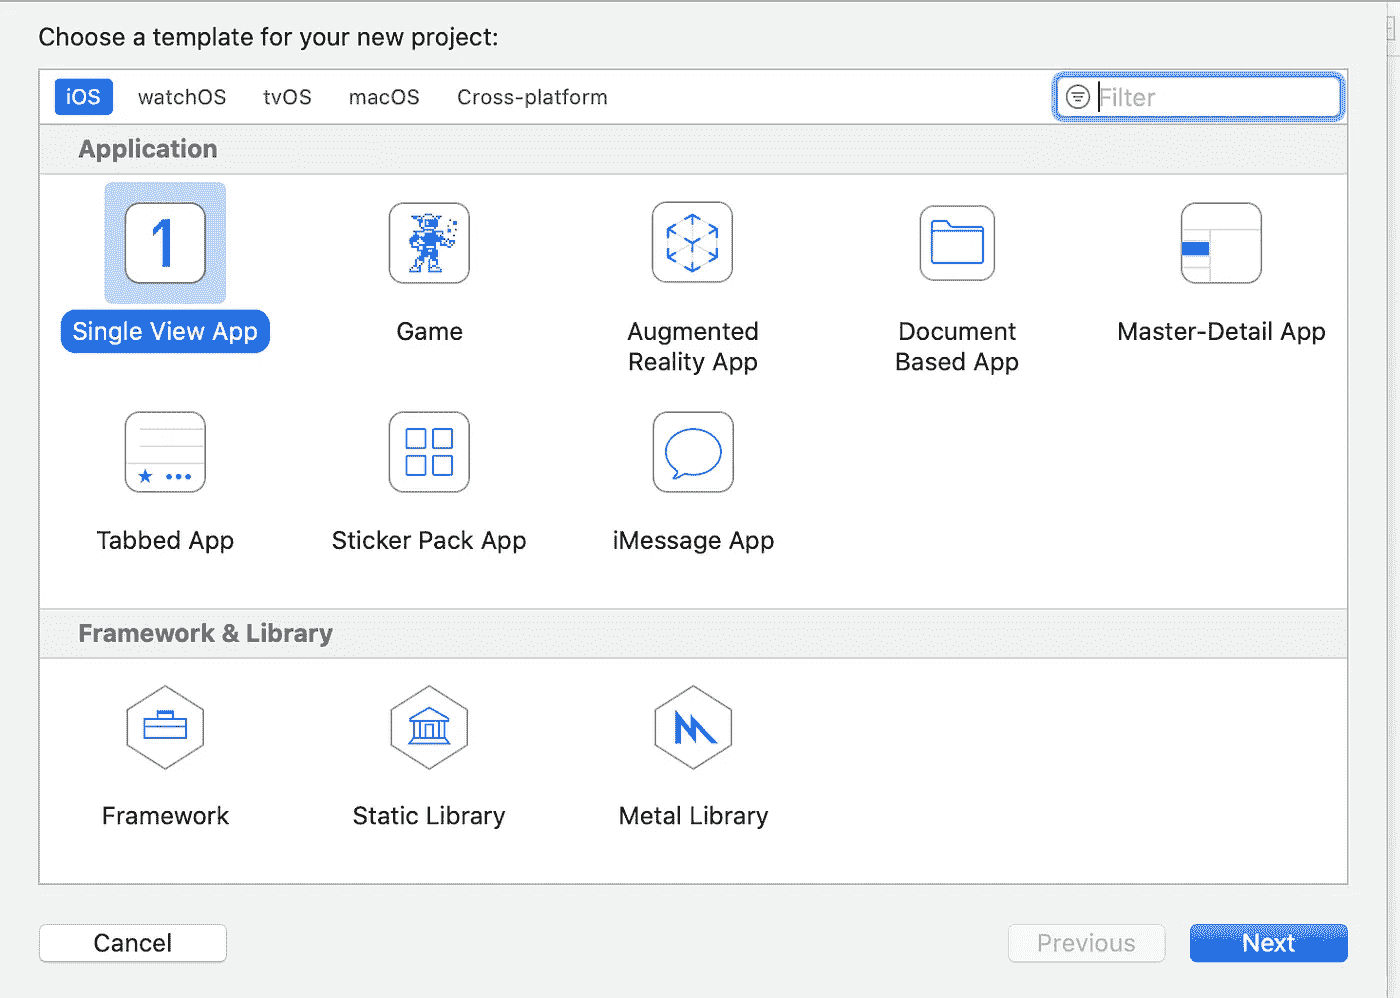 Choose a template for your new project:
iOS watchOS tvOS macOS Cross-platform Filter
Application
1
Single View App Game Augmented Reality App Document Based App Master-Detail App
Tabbed App Sticker Pack App iMessage App
Framework & Library
Framework Static Library Metal Library
Cancel Previous Next